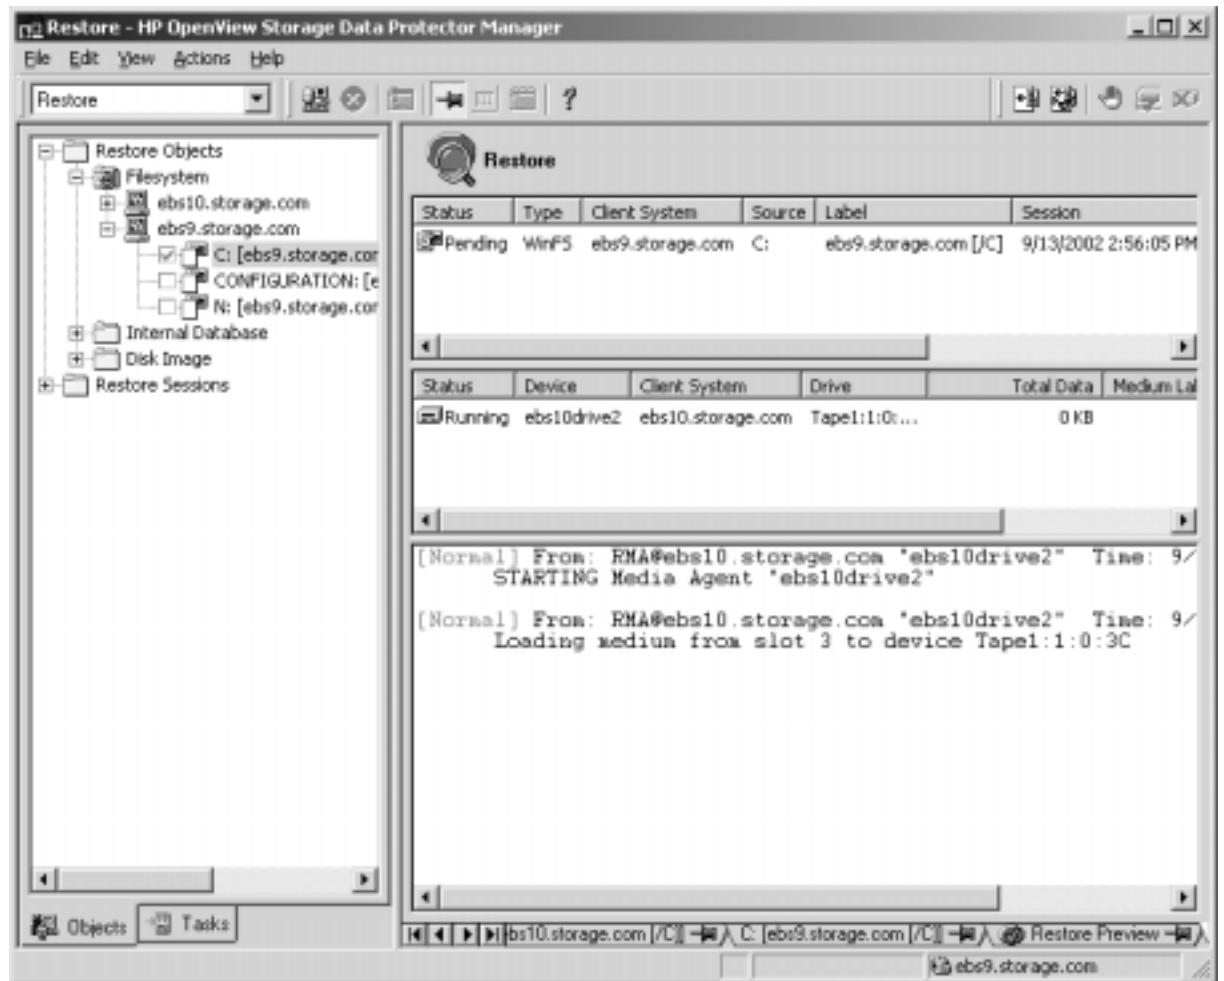 Restore - HP OpenView Storage Data Protector Manager
File Edit View Actions Help
Restore
Restore Objects
Filesystem
ebs10.storage.com
ebs9.storage.com
C: [ebs9.storage.cor
CONFIGURATION: [e
N: [ebs9.storage.cor
Internal Database
Disk Image
Restore Sessions
Objects Tasks
Restore
Status Type Client System Source Label Session
Pending WinFS ebs9.storage.com C: ebs9.storage.com [/C] 9/13/2002 2:56:05 PM
Status Device Client System Drive Total Data Medium Lal
Running ebs10drive2 ebs10.storage.com Tape1:1:0:... 0 KB
[Normal] From: RMA@ebs10.storage.com "ebs10drive2" Time: 9/
STARTING Media Agent "ebs10drive2"
[Normal] From: RMA@ebs10.storage.com "ebs10drive2" Time: 9/
Loading medium from slot 3 to device Tape1:1:0:3C
bs10.storage.com [/C]] C: [ebs9.storage.com [/C]] Restore Preview
ebs9.storage.com